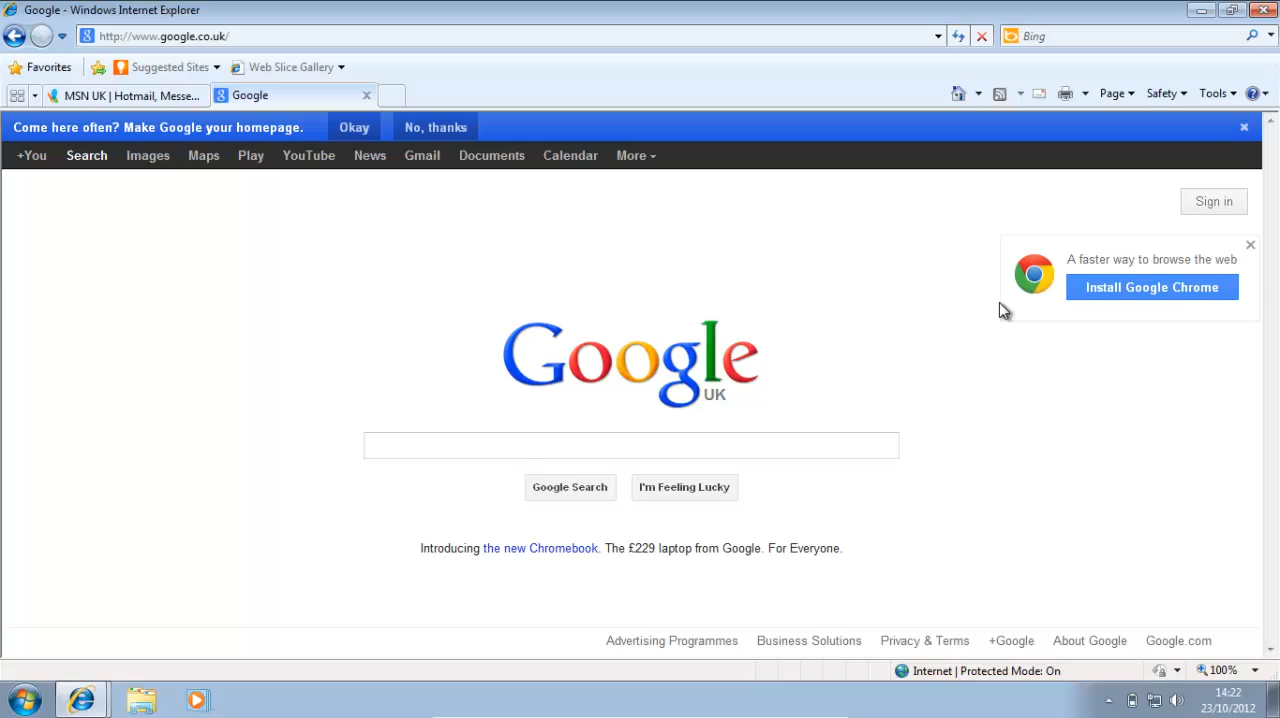 Google - Windows Internet Explorer
http://www.google.co.uk/
Bing
Favorites Suggested Sites Web Slice Gallery
MSN UK | Hotmail, Messe... Google
Page Safety Tools
Come here often? Make Google your homepage. Okay No, thanks
+You Search Images Maps Play YouTube News Gmail Documents Calendar More
Sign in
A faster way to browse the web
Install Google Chrome
Google
UK
Google Search I'm Feeling Lucky
Introducing the new Chromebook. The £229 laptop from Google. For Everyone.
Advertising Programmes Business Solutions Privacy & Terms +Google About Google Google.com
Internet | Protected Mode: On 100%
14:22
23/10/2012